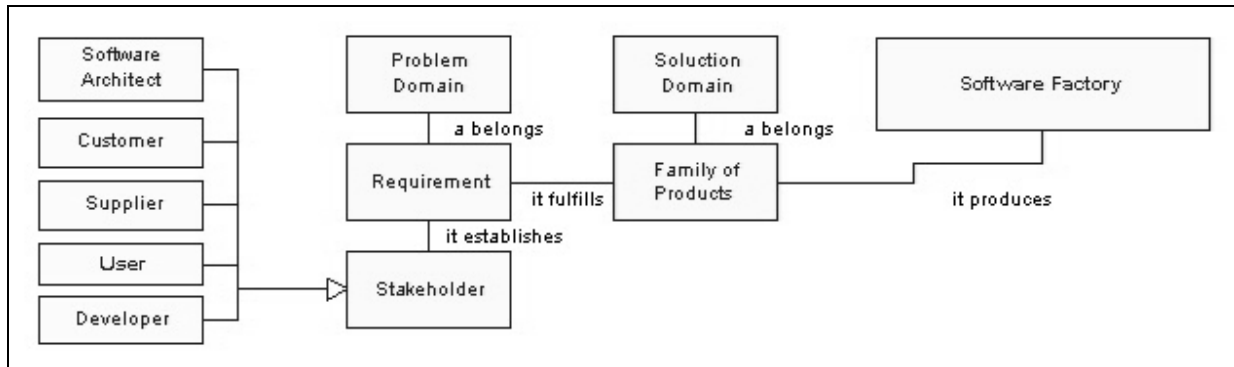 Software
Architect
Customer
Supplier
User
Developer
Problem
Domain
a belongs
Requirement
it establishes
Stakeholder
it fulfills
Soluction
Domain
a belongs
Family of
Products
Software Factory
it produces